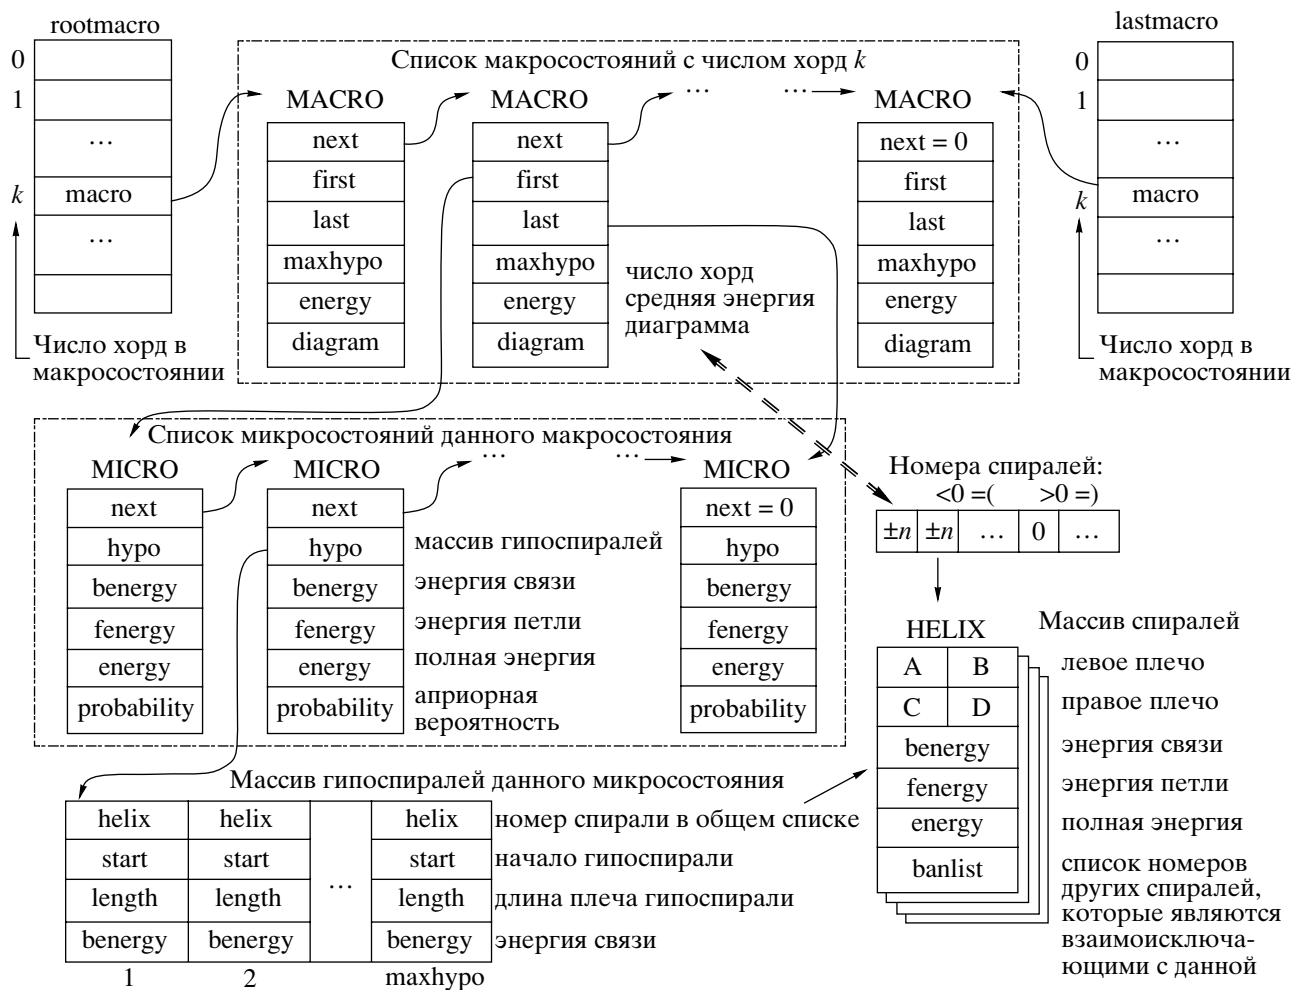 rootmacro
0
1
...
k
macro
...
Число хорд в
макросостоянии
Список макросостояний с числом хорд k
MACRO
next
first
last
maxhypo
energy
diagram
MACRO
next
first
last
maxhypo
energy
diagram
... ...
число хорд
средняя энергия
диаграмма
MACRO
next = 0
first
last
maxhypo
energy
diagram
lastmacro
0
1
...
k
macro
...
Число хорд в
макросостоянии
Список микросостояний данного макросостояния
MICRO
next
hypo
benergy
fenergy
energy
probability
MICRO
next
hypo
benergy
fenergy
energy
probability
... ...
массив гипоспиралей
энергия связи
энергия петли
полная энергия
априорная
вероятность
MICRO
next = 0
hypo
benergy
fenergy
energy
probability
Номера спиралей:
<0 =( >0 =)
±n ±n ... 0 ...
HELIX
Массив спиралей
A B
левое плечо
C D
правое плечо
benergy
энергия связи
fenergy
энергия петли
energy
полная энергия
banlist
список номеров
других спиралей,
которые являются
взаимоисключа-
ющими с данной
Массив гипоспиралей данного микросостояния
helix helix helix номер спирали в общем списке
start start start начало гипоспирали
...
length length length длина плеча гипоспирали
benergy benergy benergy энергия связи
1 2 maxhypo